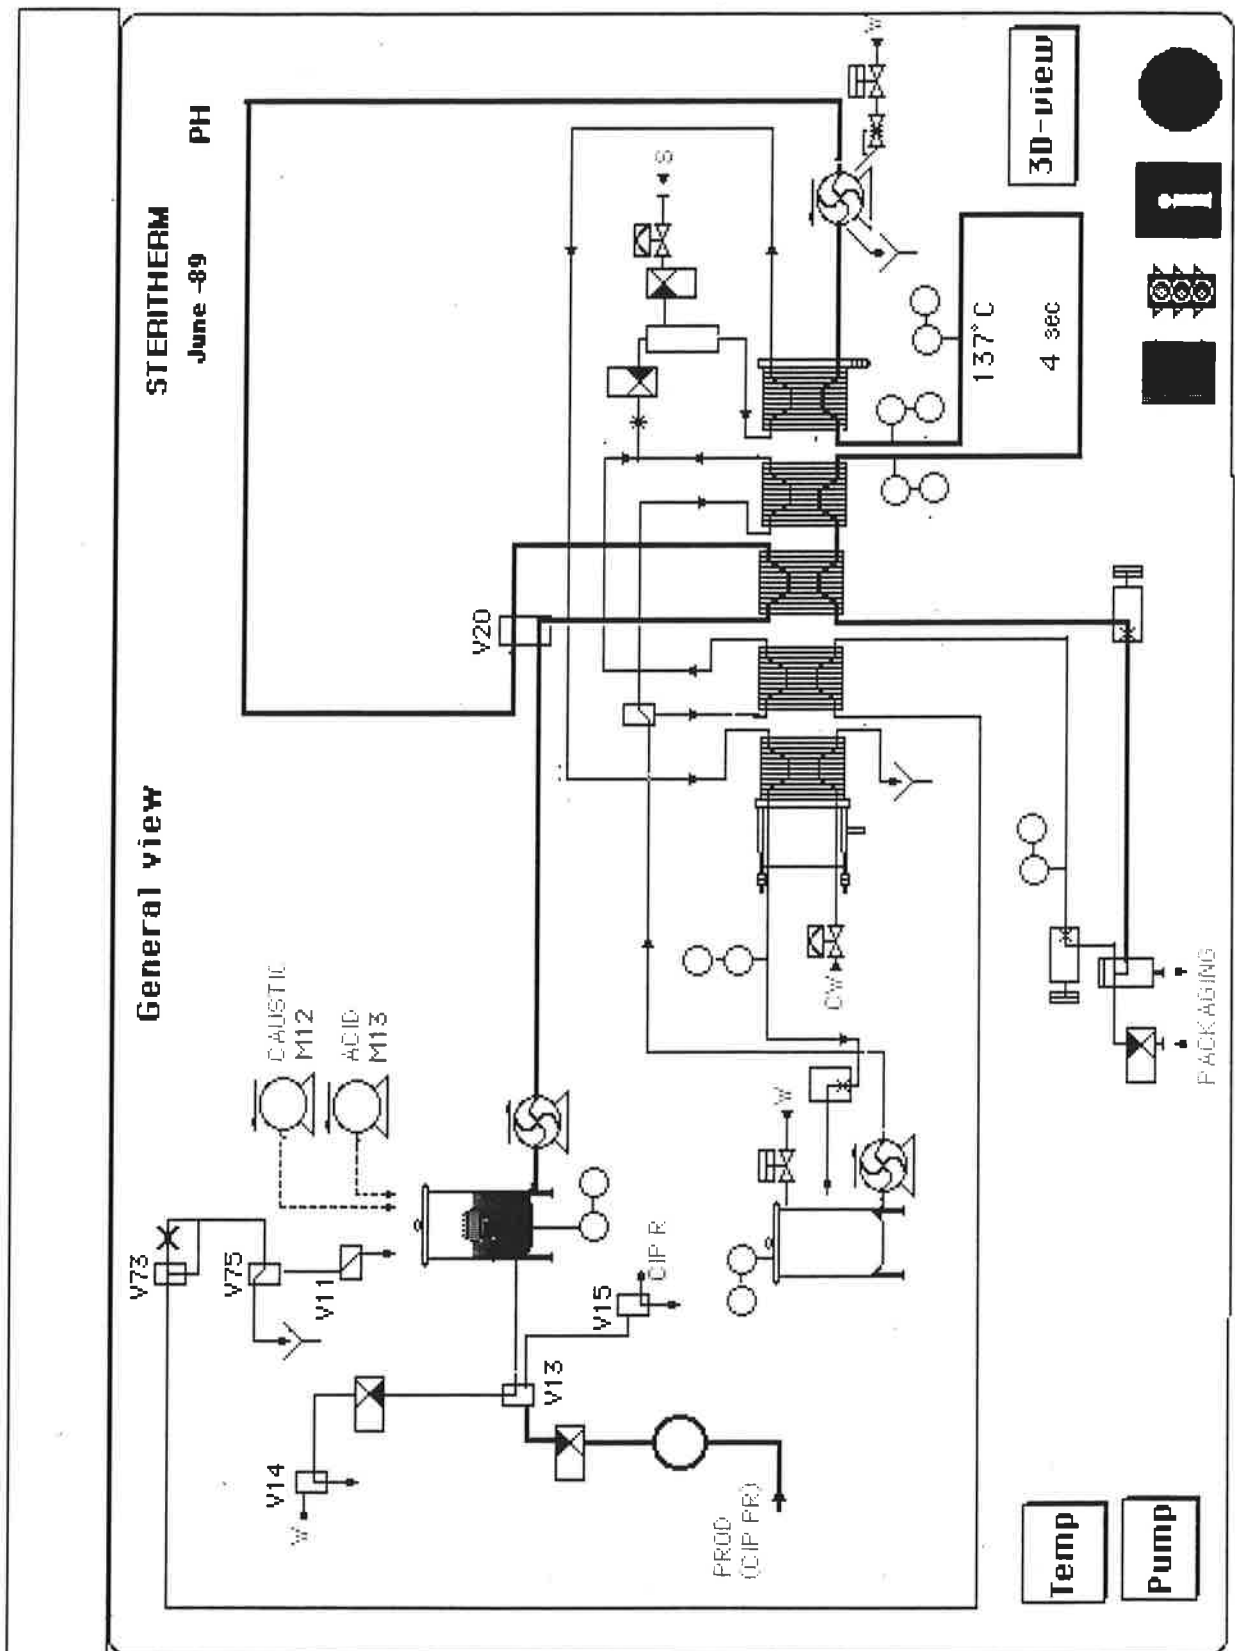 General view
STERITHERM
June -89
PH
CAUSTIC
M12
ACID
M13
V73
V75
V11
V14
W
V13
V15
CIP R
V20
S
W
W
CW
PROD
(CIP PR)
137°C
4 sec
PACKAGING
Temp
Pump
3D-view
i